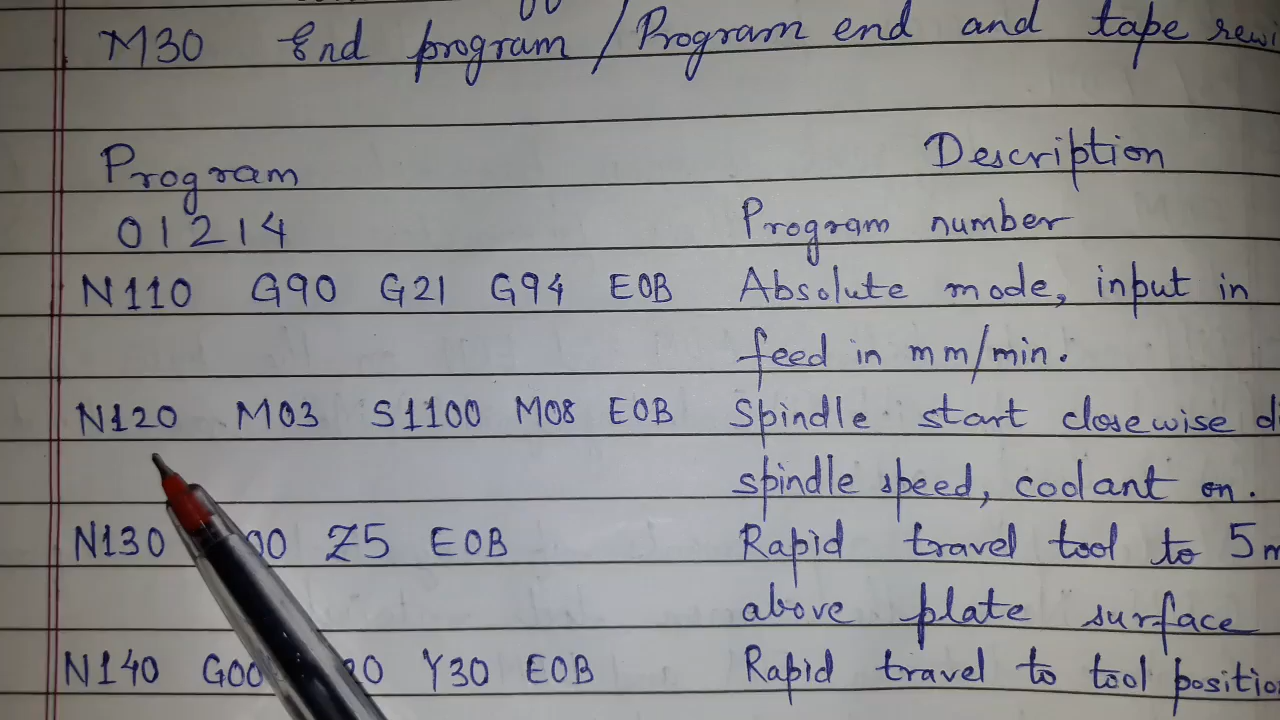 M30 End program / Program end and tape
Program Description
01214 Program number
N110 G90 G21 G94 EOB Absolute mode, input in
feed in mm/min.
N120 M03 S1100 M08 EOB Spindle start closewise
spindle speed, coolant on.
N130 Z5 EOB Rapid travel tool to 5
above plate surface
N140 G00 Y30 EOB Rapid travel to tool